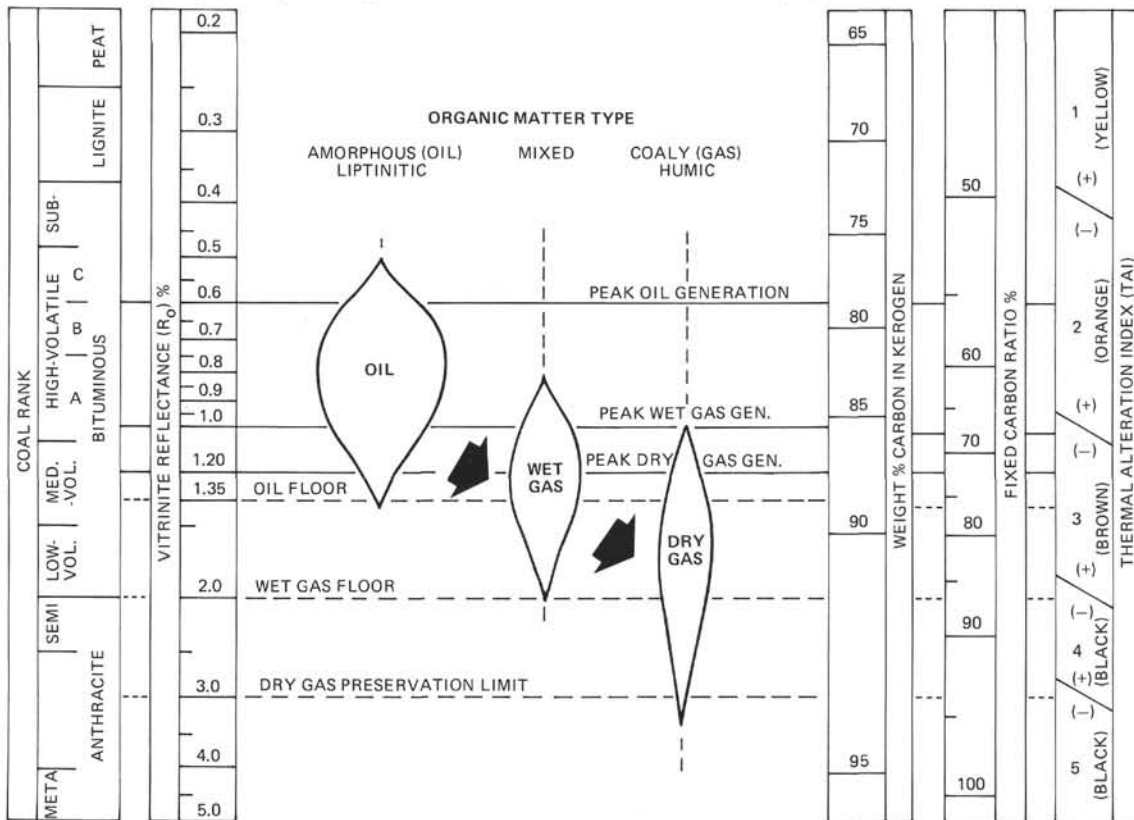 COAL RANK
PEAT
LIGNITE
SUB-
HIGH-VOLATILE
C
B
A
BITUMINOUS
MED.
-VOL.
LOW-
VOL.
SEMI
ANTHRACITE
META
VITRINITE REFLECTANCE (Ro) %
0.2
0.3
0.4
0.5
0.6
0.7
0.8
0.9
1.0
1.20
1.35
2.0
3.0
4.0
5.0
ORGANIC MATTER TYPE
AMORPHOUS (OIL)
LIPTINITIC
MIXED
COALY (GAS)
HUMIC
PEAK OIL GENERATION
OIL
PEAK WET GAS GEN.
WET
GAS
PEAK DRY GAS GEN.
OIL FLOOR
DRY
GAS
WET GAS FLOOR
DRY GAS PRESERVATION LIMIT
65
70
75
80
85
90
95
WEIGHT % CARBON IN KEROGEN
50
60
70
80
90
100
FIXED CARBON RATIO %
1
(YELLOW)
(+)
(—)
2
(ORANGE)
(+)
(—)
3
(BROWN)
(+)
(—)
4
(BLACK)
(+)
(—)
5
(BLACK)
THERMAL ALTERATION INDEX (TAI)